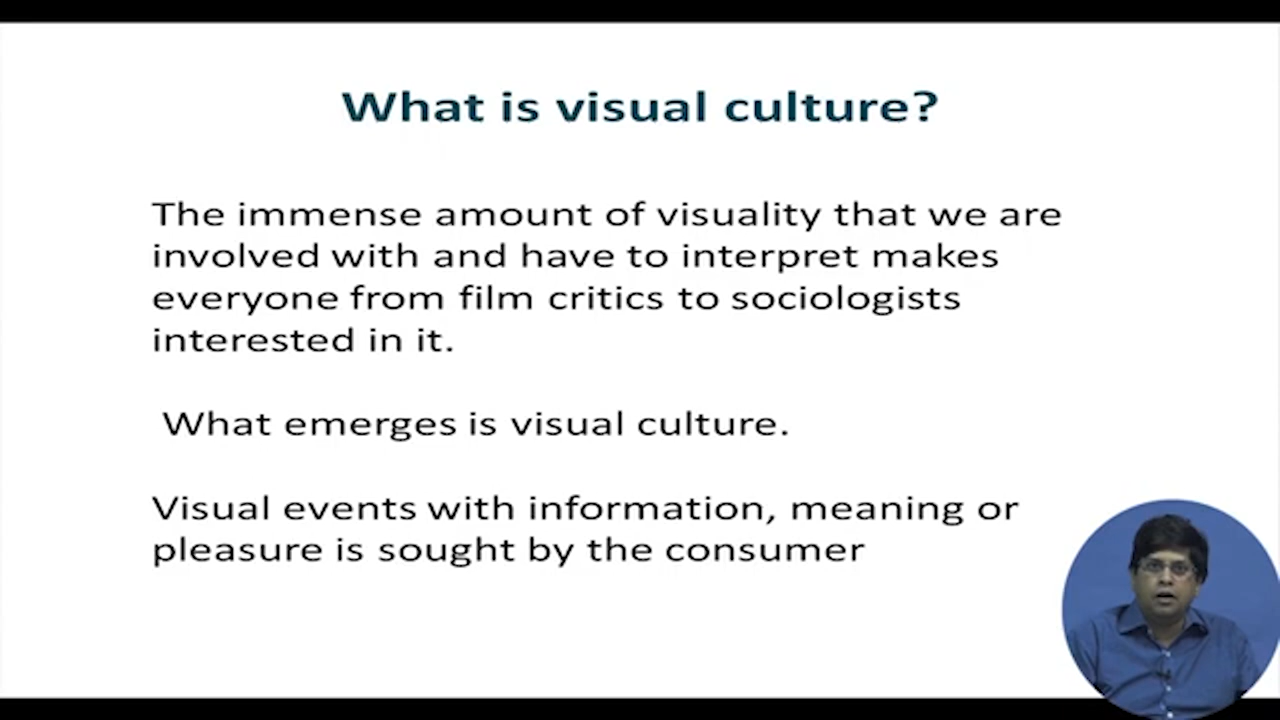 What is visual culture?
The immense amount of visuality that we are
involved with and have to interpret makes
everyone from film critics to sociologists
interested in it.
What emerges is visual culture.
Visual events with information, meaning or
pleasure is sought by the consumer